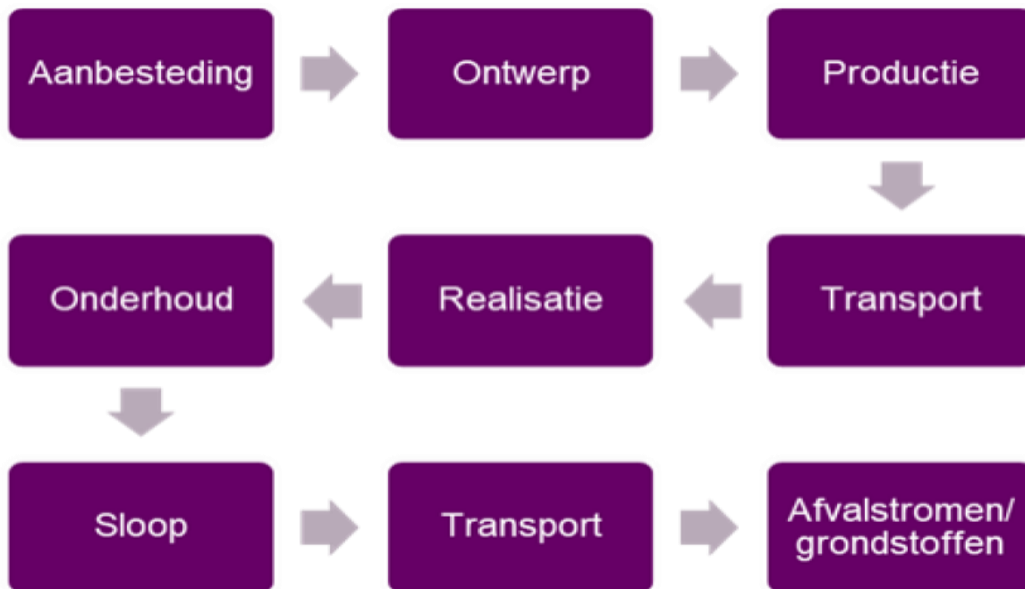 Aanbesteding
Ontwerp
Productie
Transport
Realisatie
Onderhoud
Sloop
Transport
Afvalstromen/
grondstoffen